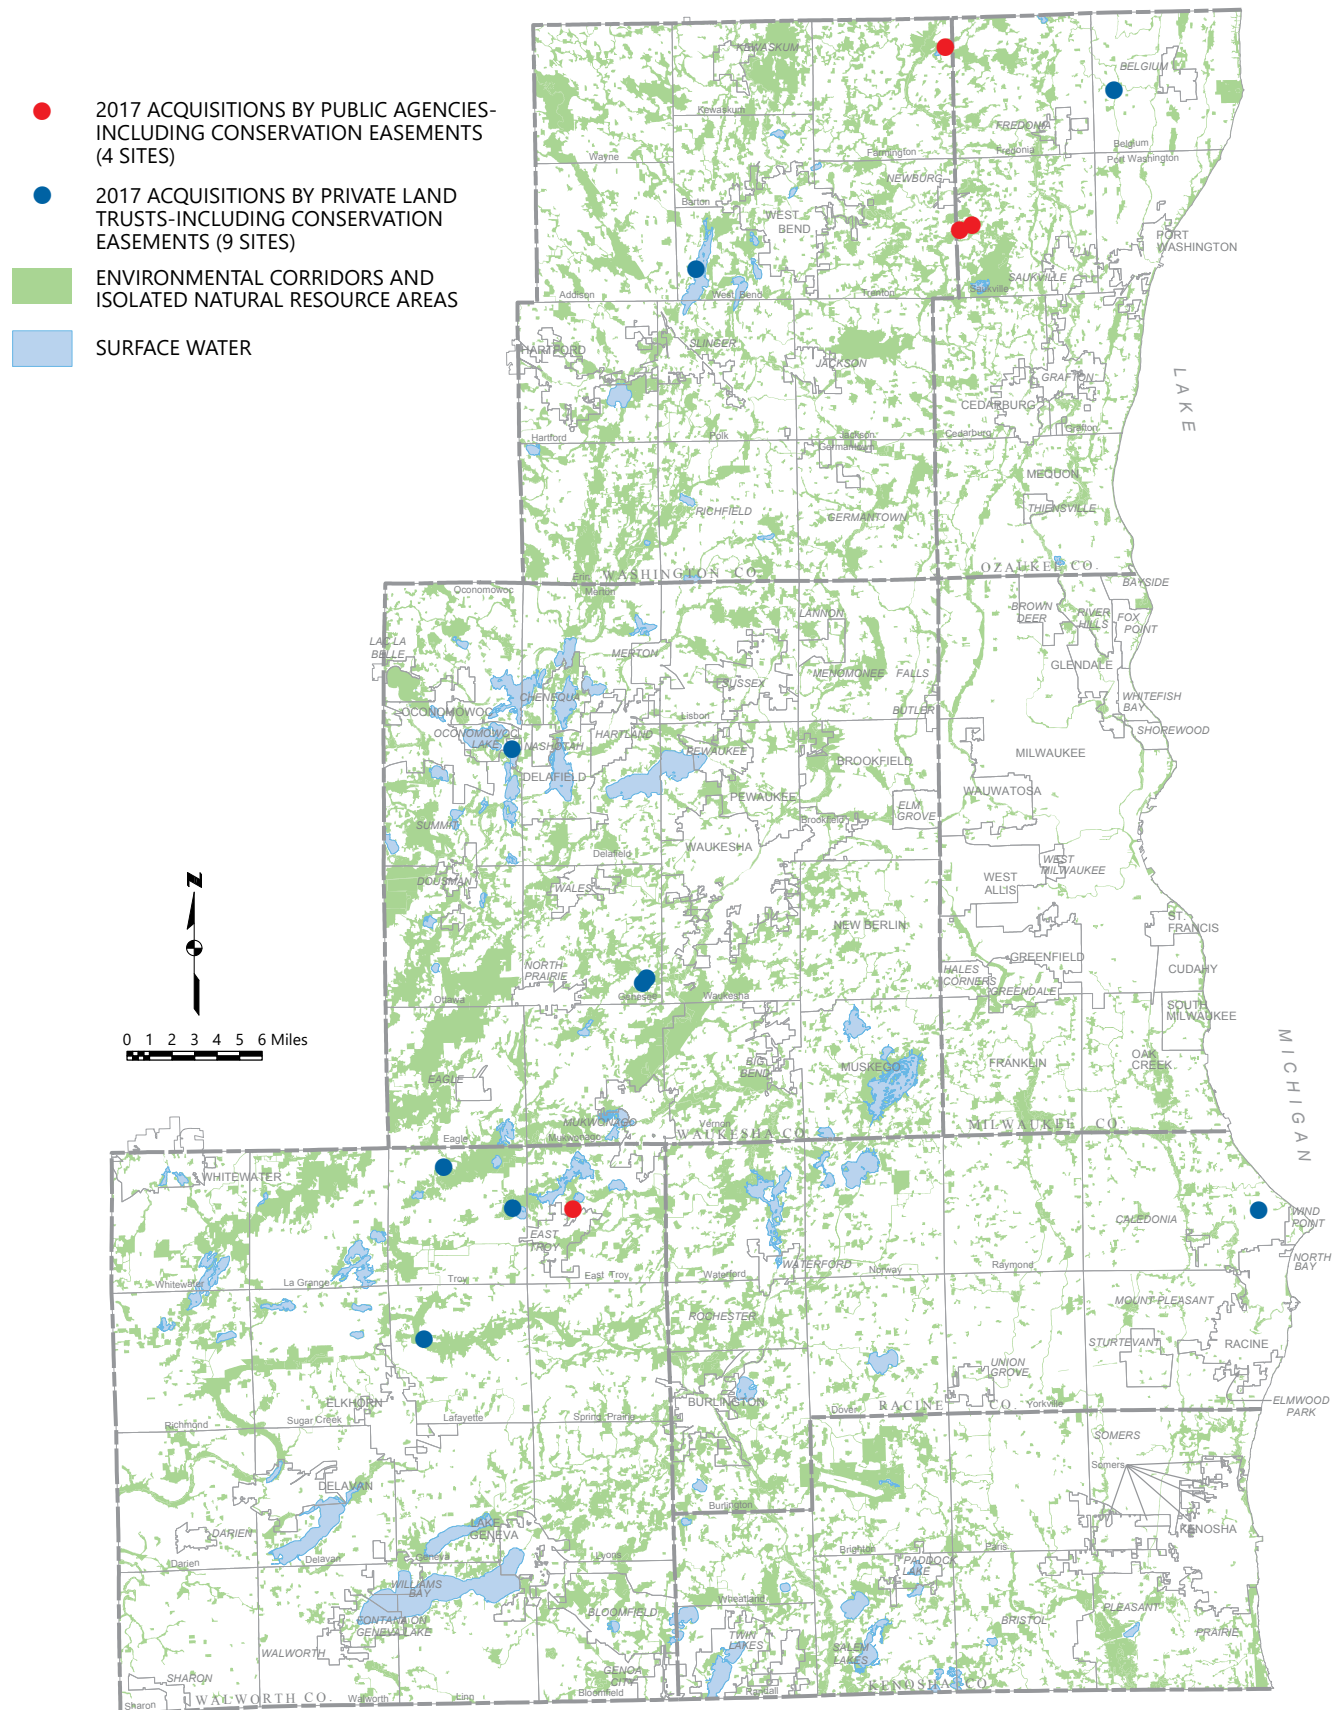 2017 ACQUISITIONS BY PUBLIC AGENCIES-
INCLUDING CONSERVATION EASEMENTS
(4 SITES)
2017 ACQUISITIONS BY PRIVATE LAND
TRUSTS-INCLUDING CONSERVATION
EASEMENTS (9 SITES)
ENVIRONMENTAL CORRIDORS AND
ISOLATED NATURAL RESOURCE AREAS
SURFACE WATER
KEWASKUM
BELGIUM
Kewaskum
FREDONIA
Wayne
Farmington
Fredonia
Belgium
Port Washington
NEWBURG
Barton
WEST
BEND
PORT
WASHINGTON
SAUKVILLE
Addison
West Bend
Trenton
Saukville
HARTFORD
SLINGER
JACKSON
GRAFTON
CEDARBURG
LAKE
Hartford
Polk
Jackson
Germantown
Cedarburg
Grafton
MEQUON
THIENSVILLE
RICHFIELD
GERMANTOWN
Erin
WASHINGTON CO.
OZAUKEE CO.
Oconomowoc
Merton
BAYSIDE
BROWN
DEER
RIVER
HILLS
FOX
POINT
LANNON
LAC LA
BELLE
MERTON
GLENDALE
SUSSEX
MENOMONEE FALLS
CHENEQUA
WHITEFISH
BAY
OCONOMOWOC
BUTLER
Lisbon
SHOREWOOD
OCONOMOWOC
LAKE
NASHOTAH
HARTLAND
PEWAUKEE
MILWAUKEE
BROOKFIELD
DELAFIELD
PEWAUKEE
WAUWATOSA
ELM
GROVE
SUMMIT
Brookfield
WAUKESHA
Delafield
WEST
MILWAUKEE
DOUSMAN
WALES
WEST
ALLIS
NEW BERLIN
ST.
FRANCIS
GREENFIELD
NORTH
PRAIRIE
HALES
CORNERS
CUDAHY
GREENDALE
Ottawa
Genesee
Waukesha
SOUTH
MILWAUKEE
N
0 1 2 3 4 5 6 Miles
MICHIGAN
BIG
BEND
MUSKEGO
FRANKLIN
OAK
CREEK
EAGLE
MUKWONAGO
Vernon
Eagle
Mukwonago
WAUKESHA CO.
MILWAUKEE CO.
WHITEWATER
CALEDONIA
WIND
POINT
EAST
TROY
NORTH
BAY
WATERFORD
Whitewater
La Grange
Troy
East Troy
Waterford
Norway
Raymond
MOUNT PLEASANT
ROCHESTER
STURTEVANT
RACINE
UNION
GROVE
ELKHORN
BURLINGTON
ELMWOOD
PARK
Richmond
Sugar Creek
Lafayette
Spring Prairie
Dover
RACINE CO.
Yorkville
SOMERS
Somers
DELAVAN
Burlington
LAKE
GENEVA
KENOSHA
DARIEN
Darien
Delavan
Geneva
Lyons
Brighton
Paris
PADDOCK
LAKE
WILLIAMS
BAY
Wheatland
BLOOMFIELD
FONTANA ON
GENEVA LAKE
BRISTOL
PLEASANT
PRAIRIE
TWIN
LAKES
SALEM
LAKES
WALWORTH
SHARON
GENOA
CITY
Sharon
WALWORTH CO.
Walworth
Linn
Bloomfield
Randall
KENOSHA CO.